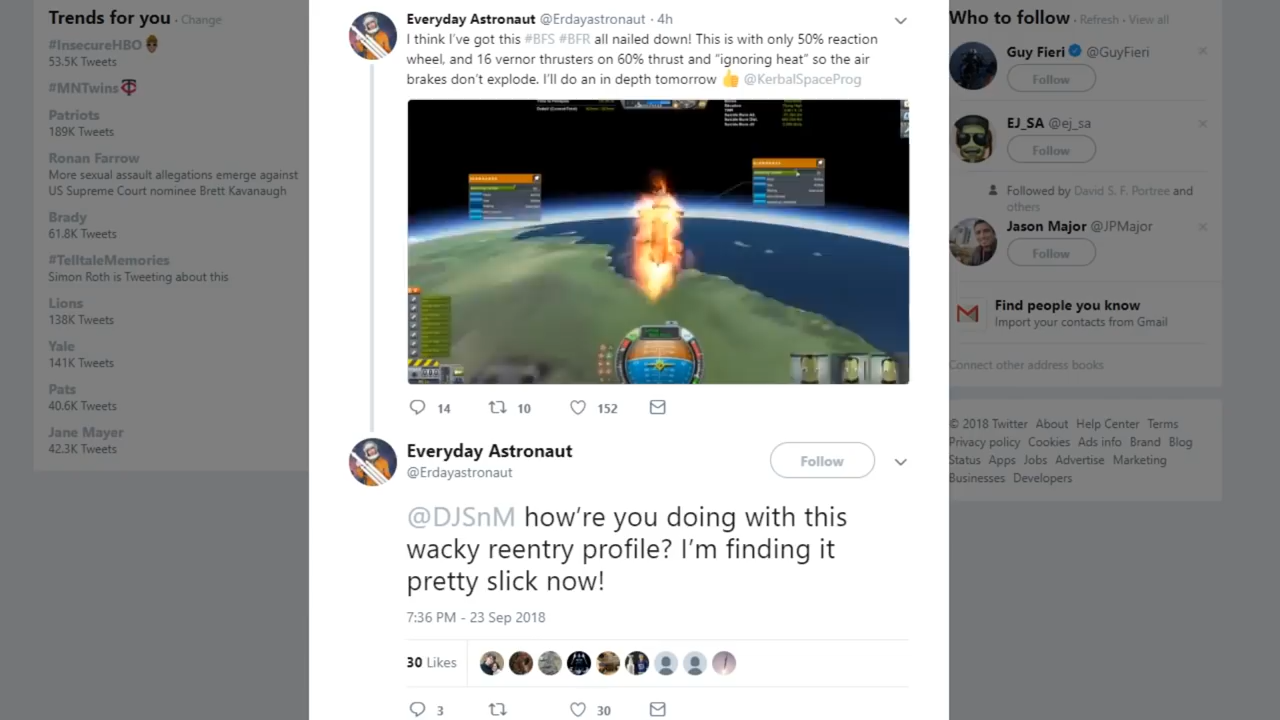 Trends for you · Change
#InsecureHBO
53.5K Tweets
#MNTwins
Patriots
189K Tweets
Ronan Farrow
More sexual assault allegations emerge against
US Supreme Court nominee Brett Kavanaugh
Brady
61.8K Tweets
#TelltaleMemories
Simon Roth is Tweeting about this
Lions
138K Tweets
Yale
141K Tweets
Pats
40.6K Tweets
Jane Mayer
42.3K Tweets
Everyday Astronaut @Erdayastronaut · 4h
I think I've got this #BFS #BFR all nailed down! This is with only 50% reaction
wheel, and 16 vernor thrusters on 60% thrust and “ignoring heat” so the air
brakes don't explode. I'll do an in depth tomorrow 👍 @KerbalSpaceProg
14 10 152
Everyday Astronaut
@Erdayastronaut
Follow
@DJSnM how're you doing with this
wacky reentry profile? I'm finding it
pretty slick now!
7:36 PM - 23 Sep 2018
30 Likes
3 30
Who to follow · Refresh · View all
Guy Fieri @GuyFieri
Follow
EJ_SA @ej_sa
Follow
Followed by David S. F. Portree and
others
Jason Major @JPMajor
Follow
Find people you know
Import your contacts from Gmail
Connect other address books
© 2018 Twitter About Help Center Terms
Privacy policy Cookies Ads info Brand Blog
Status Apps Jobs Advertise Marketing
Businesses Developers